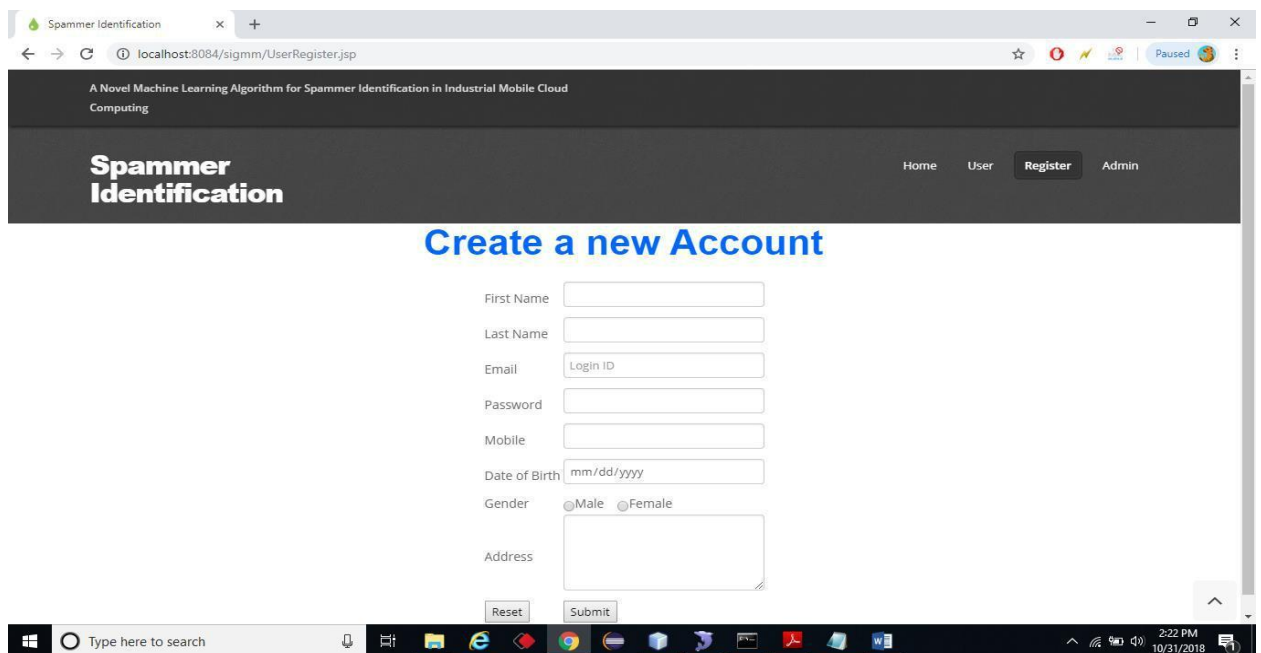 Spammer Identification
localhost:8084/sigmm/UserRegister.jsp
Paused
A Novel Machine Learning Algorithm for Spammer Identification in Industrial Mobile Cloud
Computing
Spammer
Identification
Home User Register Admin
Create a new Account
First Name
Last Name
Email Login ID
Password
Mobile
Date of Birth mm/dd/yyyy
Gender Male Female
Address
Reset Submit
Type here to search
2:22 PM
10/31/2018